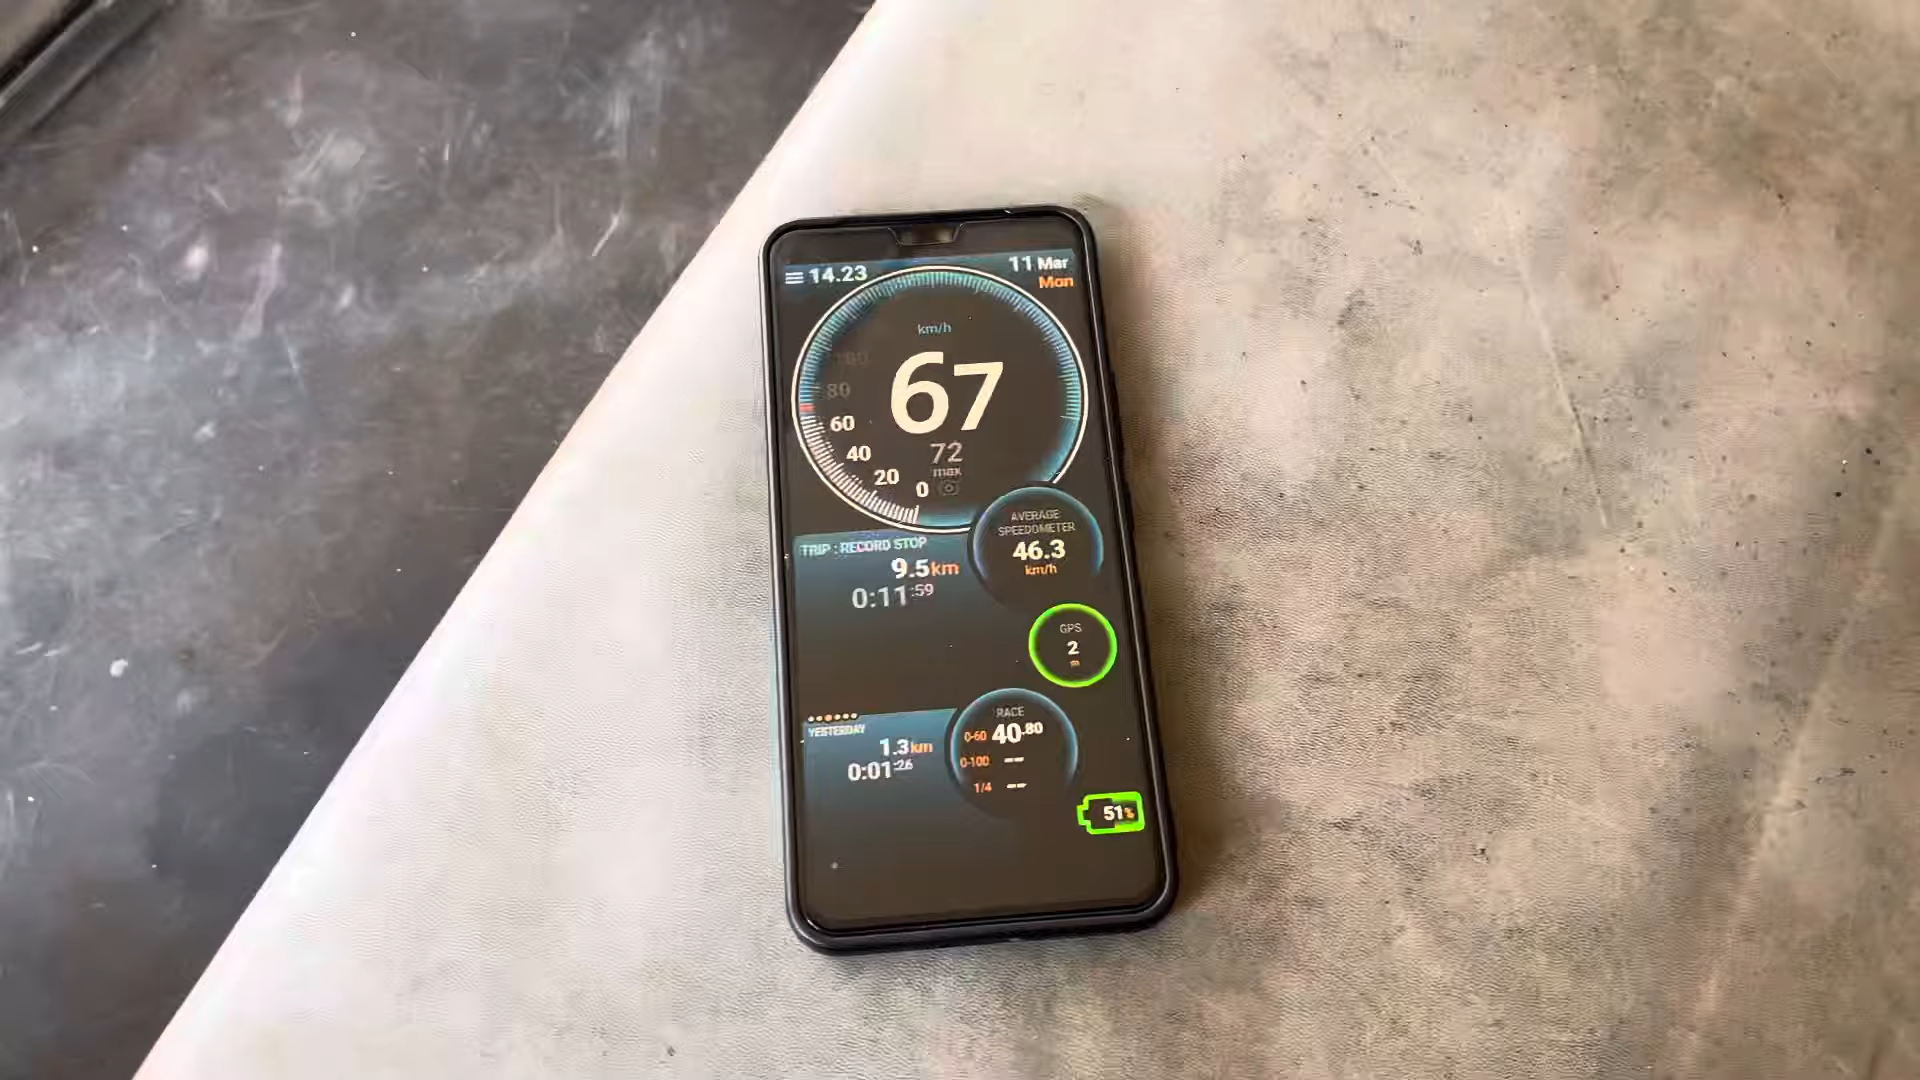 14.23
11 Mar
Mon
km/h
67
100
80
60
40
20
0
72
max
AVERAGE
SPEEDOMETER
46.3
km/h
TRIP : RECORD STOP
9.5km
0:11:59
GPS
2
m
YESTERDAY
1.3km
0:01:26
RACE
0-60 40.80
0-100 --
1/4 --
51%